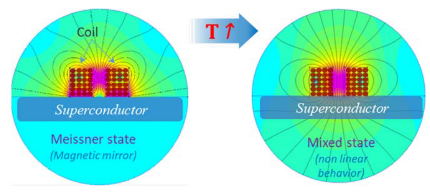 Coil
T ↑
Superconductor
Superconductor
Meissner state
(Magnetic mirror)
Mixed state
(non linear
behavior)